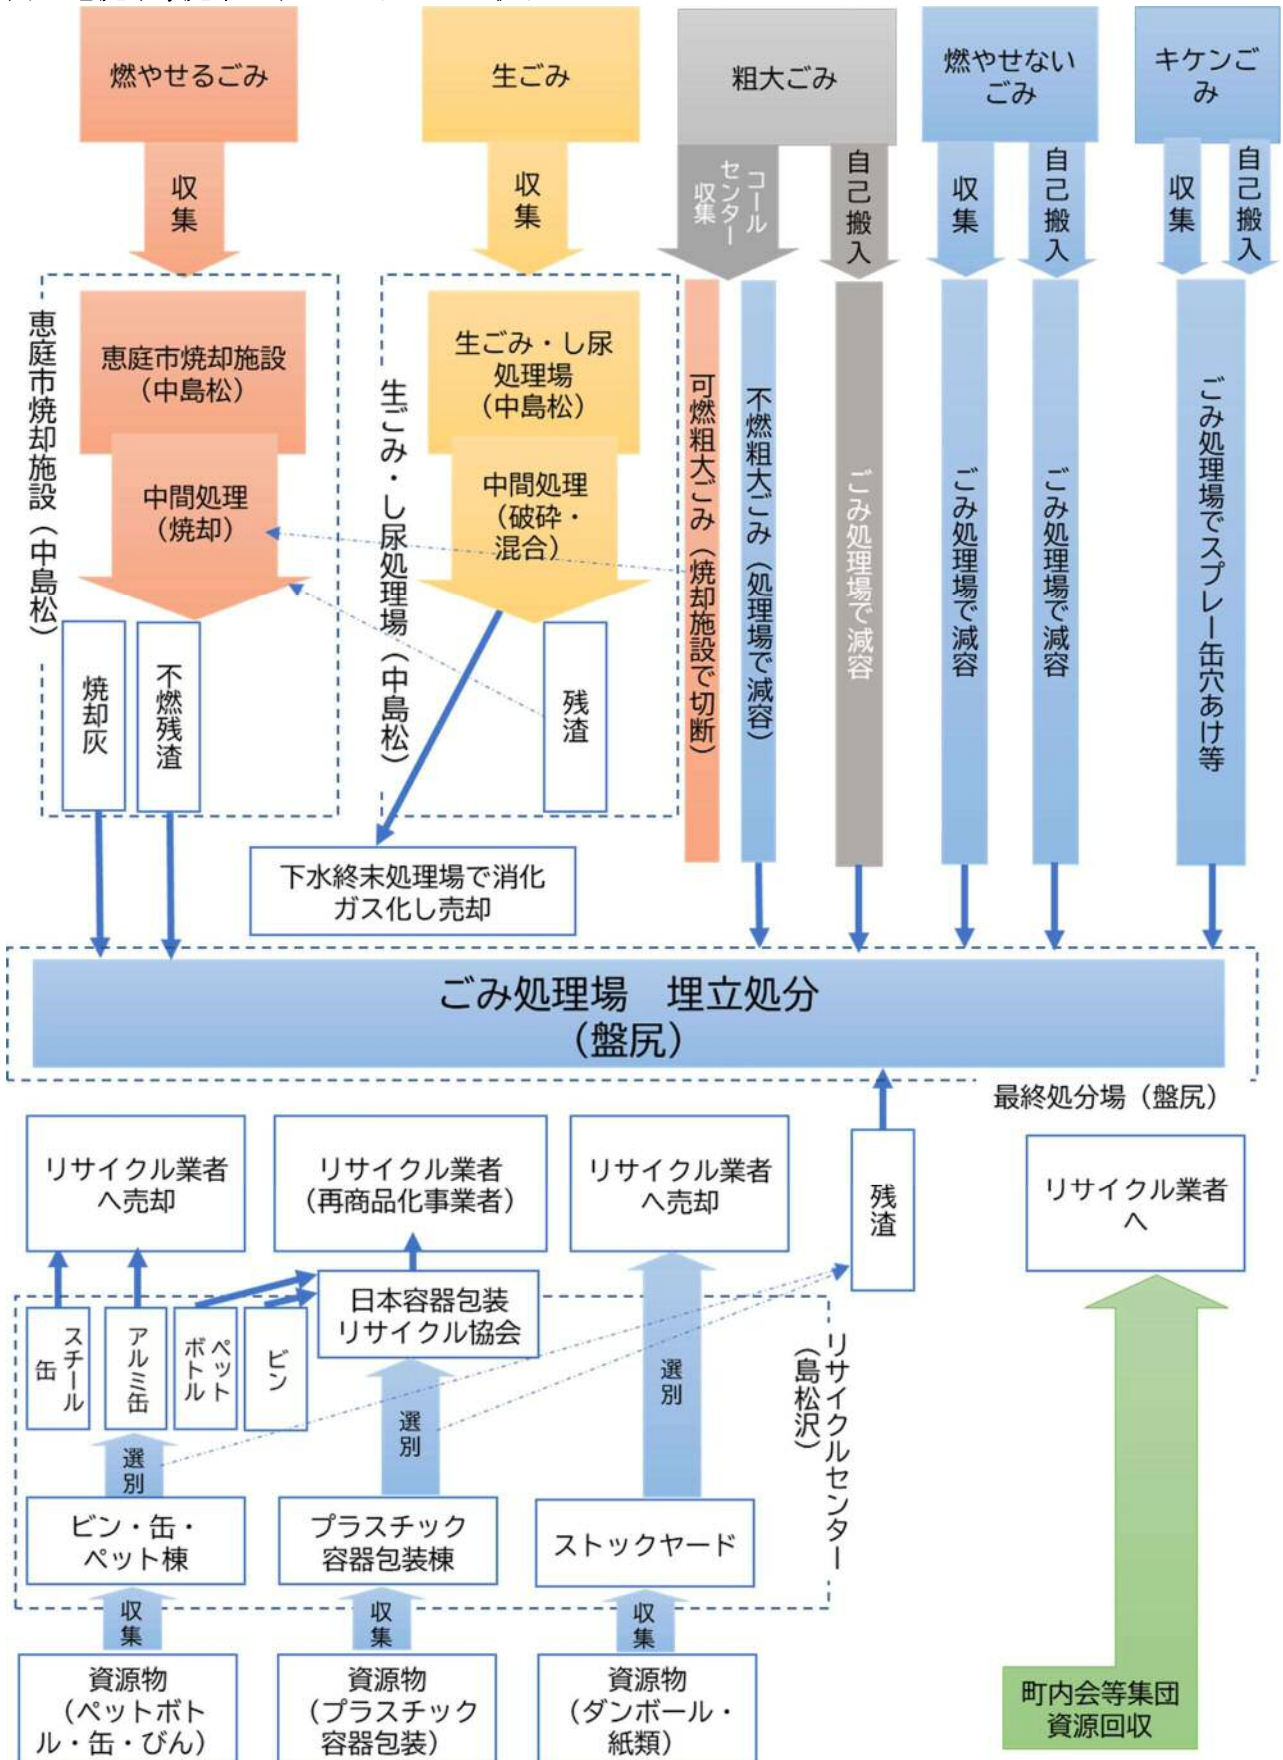 燃やせるごみ
生ごみ
粗大ごみ
燃やせない
ごみ
キケンご
み
収集
収集
コール
センター
収集
自己搬入
収集
自己搬入
収集
自己搬入
恵庭市焼却施設（中島松）
恵庭市焼却施設
（中島松）
中間処理
（焼却）
焼却灰
不燃残渣
生ごみ・し尿処理場（中島松）
生ごみ・し尿
処理場
（中島松）
中間処理
（破砕・
混合）
残渣
可燃粗大ごみ（焼却施設で切断）
不燃粗大ごみ（処理場で減容）
ごみ処理場で減容
ごみ処理場で減容
ごみ処理場で減容
ごみ処理場でスプレー缶穴あけ等
下水終末処理場で消化
ガス化し売却
ごみ処理場　埋立処分
（盤尻）
最終処分場（盤尻）
リサイクル業者
へ売却
リサイクル業者
（再商品化事業者）
リサイクル業者
へ売却
残渣
リサイクル業者
へ
スチール
缶
アルミ缶
ペット
ボトル
ビン
日本容器包装
リサイクル協会
選別
選別
選別
リサイクルセンター
（島松沢）
ビン・缶・
ペット棟
プラスチック
容器包装棟
ストックヤード
収集
収集
収集
資源物
（ペットボト
ル・缶・びん）
資源物
（プラスチック
容器包装）
資源物
（ダンボール・
紙類）
町内会等集団
資源回収